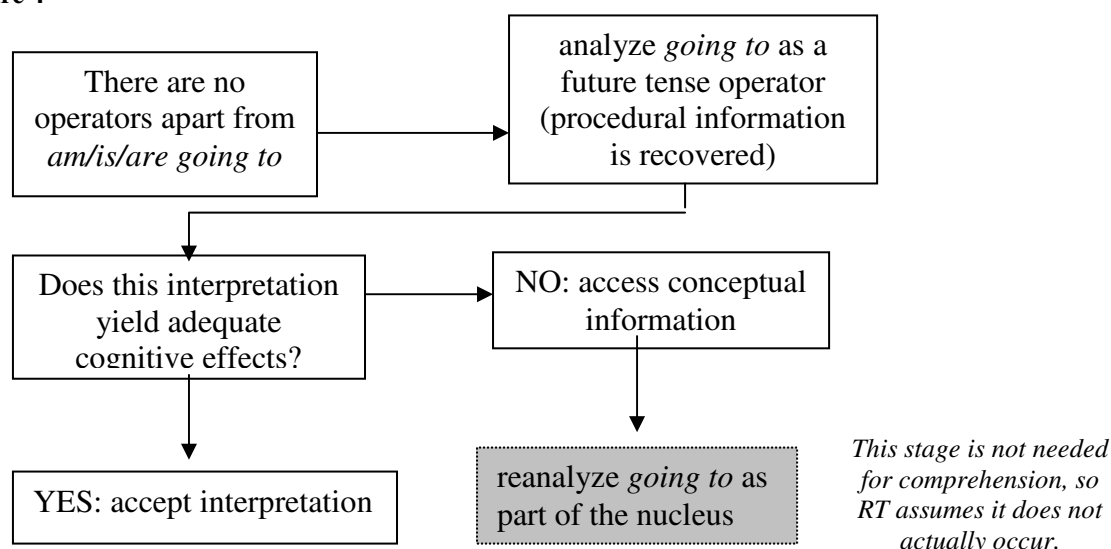 There are no
operators apart from
am/is/are going to
analyze going to as a
future tense operator
(procedural information
is recovered)
Does this interpretation
yield adequate
cognitive effects?
NO: access conceptual
information
YES: accept interpretation
reanalyze going to as
part of the nucleus
This stage is not needed
for comprehension, so
RT assumes it does not
actually occur.